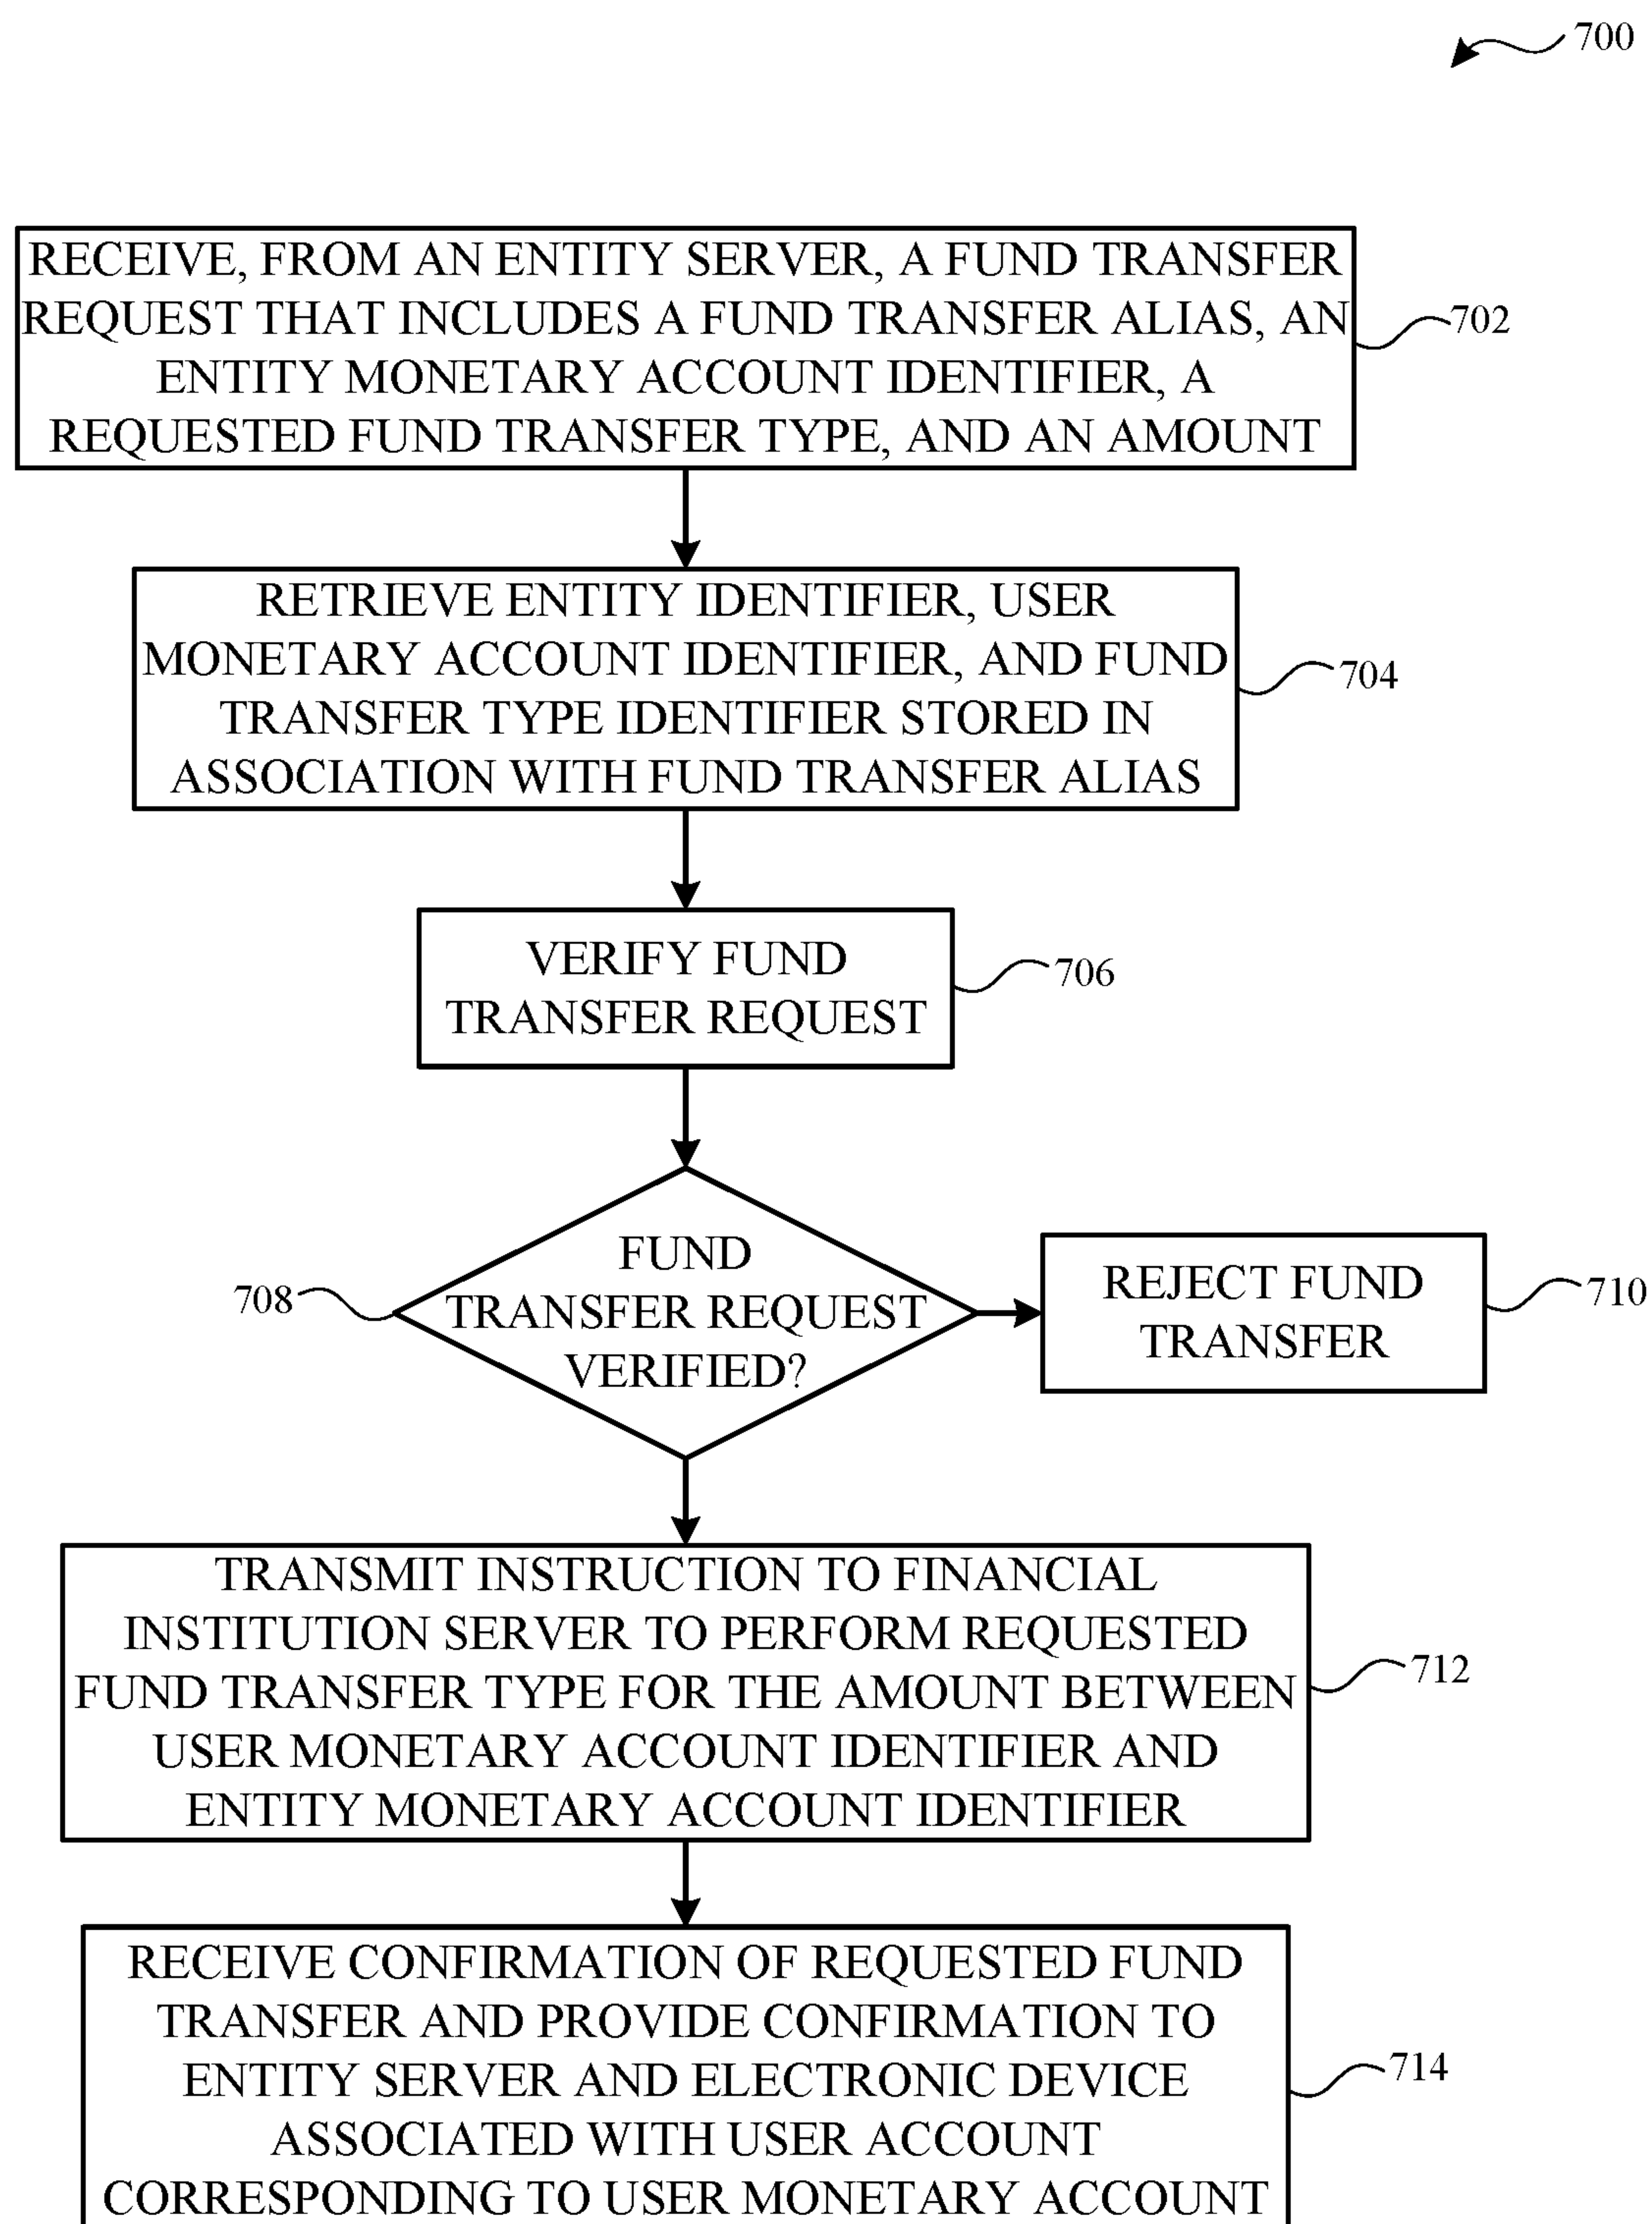 700
RECEIVE, FROM AN ENTITY SERVER, A FUND TRANSFER
REQUEST THAT INCLUDES A FUND TRANSFER ALIAS, AN
ENTITY MONETARY ACCOUNT IDENTIFIER, A
REQUESTED FUND TRANSFER TYPE, AND AN AMOUNT
702
RETRIEVE ENTITY IDENTIFIER, USER
MONETARY ACCOUNT IDENTIFIER, AND FUND
TRANSFER TYPE IDENTIFIER STORED IN
ASSOCIATION WITH FUND TRANSFER ALIAS
704
VERIFY FUND
TRANSFER REQUEST
706
FUND
TRANSFER REQUEST
VERIFIED?
708
REJECT FUND
TRANSFER
710
TRANSMIT INSTRUCTION TO FINANCIAL
INSTITUTION SERVER TO PERFORM REQUESTED
FUND TRANSFER TYPE FOR THE AMOUNT BETWEEN
USER MONETARY ACCOUNT IDENTIFIER AND
ENTITY MONETARY ACCOUNT IDENTIFIER
712
RECEIVE CONFIRMATION OF REQUESTED FUND
TRANSFER AND PROVIDE CONFIRMATION TO
ENTITY SERVER AND ELECTRONIC DEVICE
ASSOCIATED WITH USER ACCOUNT
CORRESPONDING TO USER MONETARY ACCOUNT
714